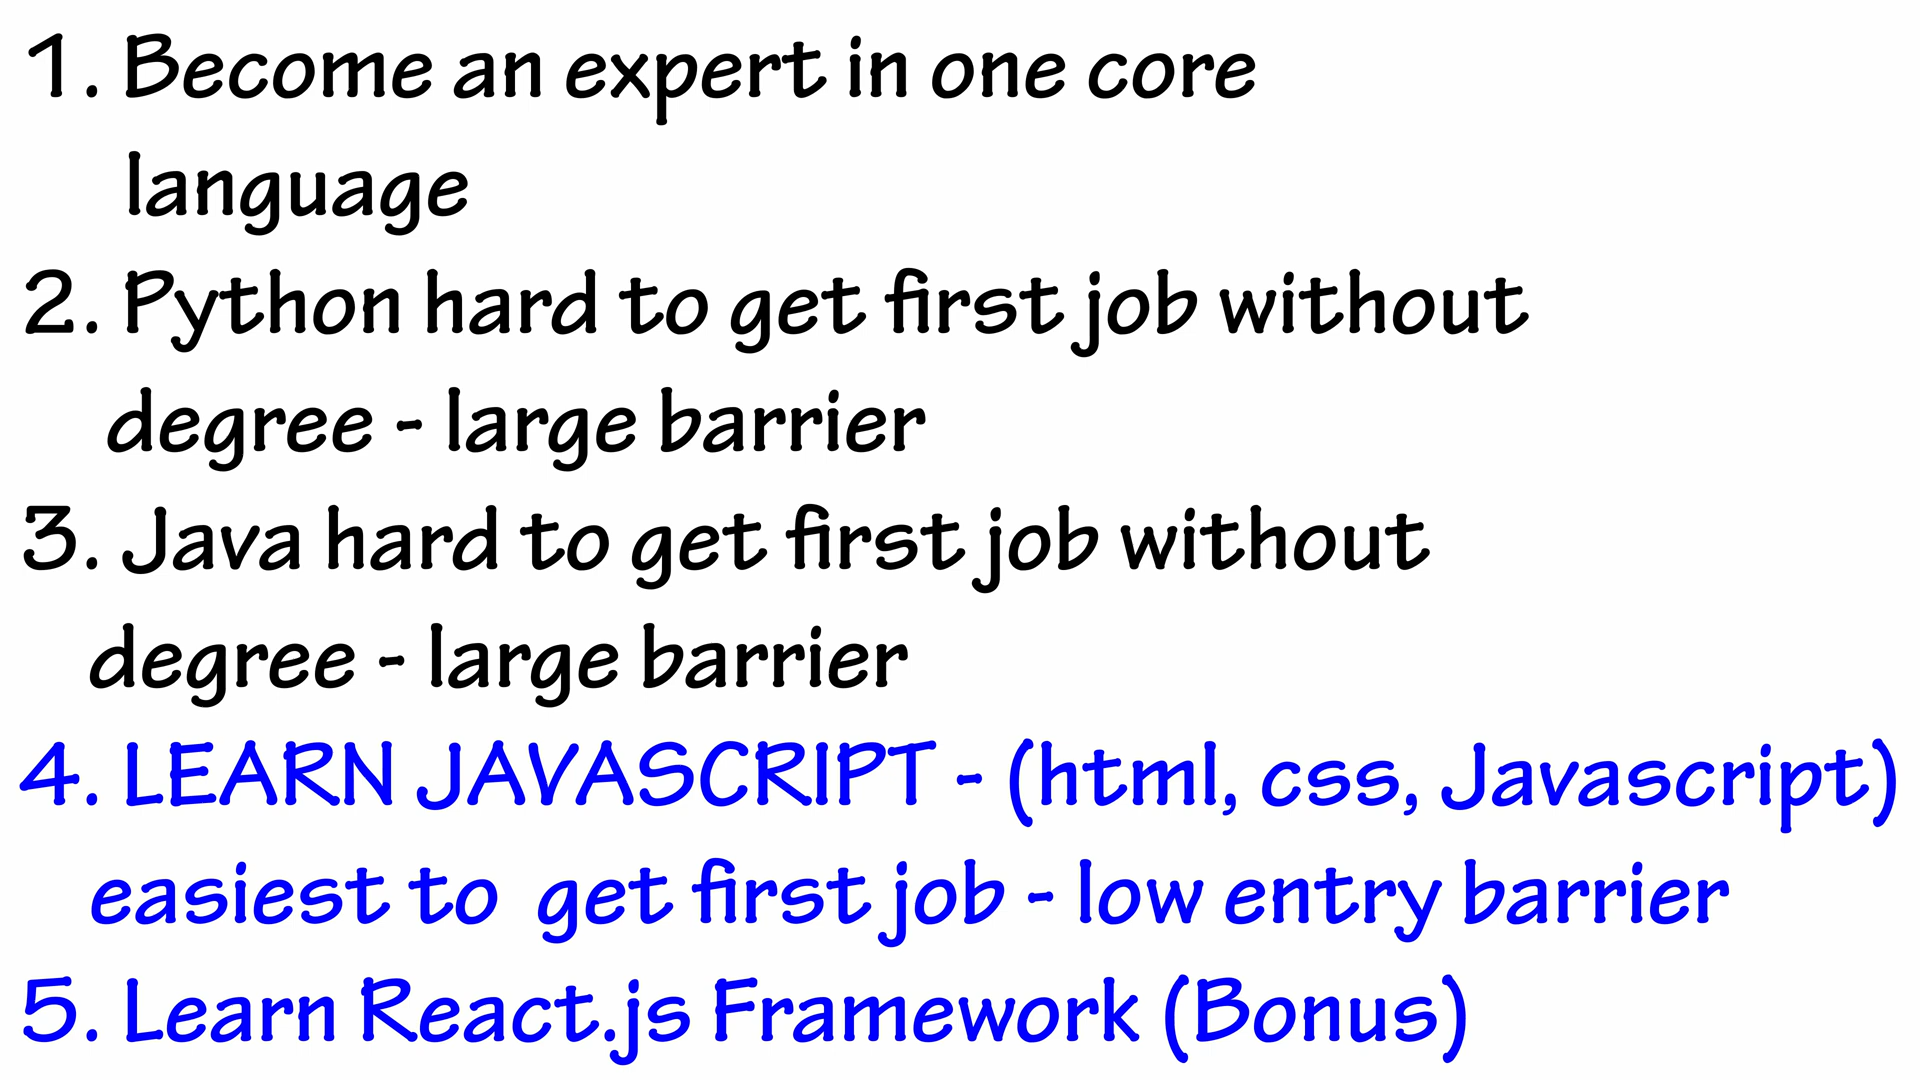 1. Become an expert in one core
language
2. Python hard to get first job without
degree - large barrier
3. Java hard to get first job without
degree - large barrier
4. LEARN JAVASCRIPT - (html, css, Javascript)
easiest to  get first job - low entry barrier
5. Learn React.js Framework (Bonus)